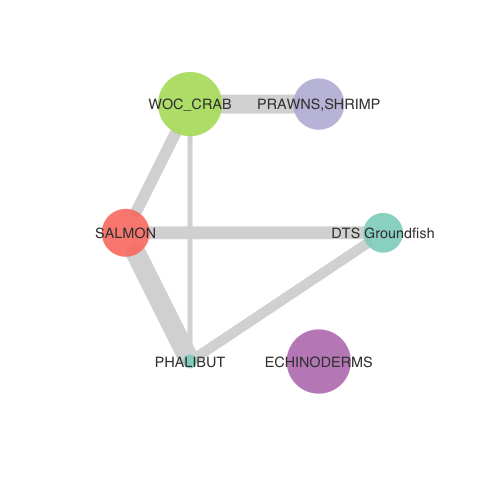 WOC_CRAB
PRAWNS,SHRIMP
SALMON
DTS Groundfish
PHALIBUT
ECHINODERMS